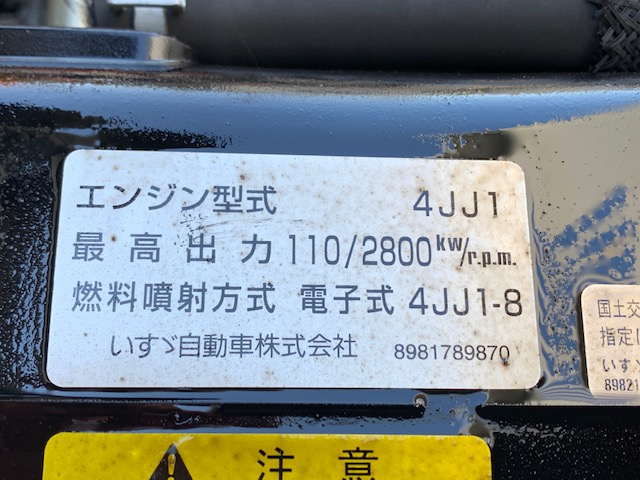 エンジン型式 4JJ1
最高出力 110/2800kw/r.p.m.
燃料噴射方式 電子式 4JJ1-8
いすゞ自動車株式会社 8981789870
国土交
指定
いすゞ
8982
注意